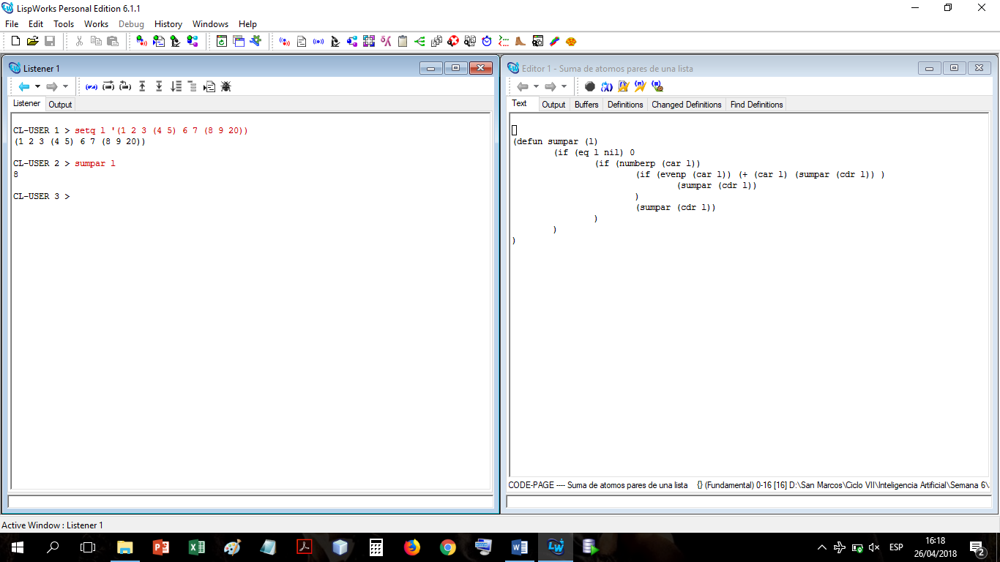 LispWorks Personal Edition 6.1.1
File Edit Tools Works Debug History Windows Help
Listener 1
Listener Output
CL-USER 1 > setq l '(1 2 3 (4 5) 6 7 (8 9 20))
(1 2 3 (4 5) 6 7 (8 9 20))
CL-USER 2 > sumpar l
8
CL-USER 3 >
Editor 1 - Suma de atomos pares de una lista
Text Output Buffers Definitions Changed Definitions Find Definitions
(defun sumpar (l)
(if (eq l nil) 0
(if (numberp (car l))
(if (evenp (car l)) (+ (car l) (sumpar (cdr l)) )
(sumpar (cdr l))
)
(sumpar (cdr l))
)
)
)
CODE-PAGE ---- Suma de atomos pares de una lista {} (Fundamental) 0-16 [16] D:\San Marcos\Ciclo VII\Inteligencia Artificial\Semana 6\
Active Window : Listener 1
ESP
16:18
26/04/2018
2